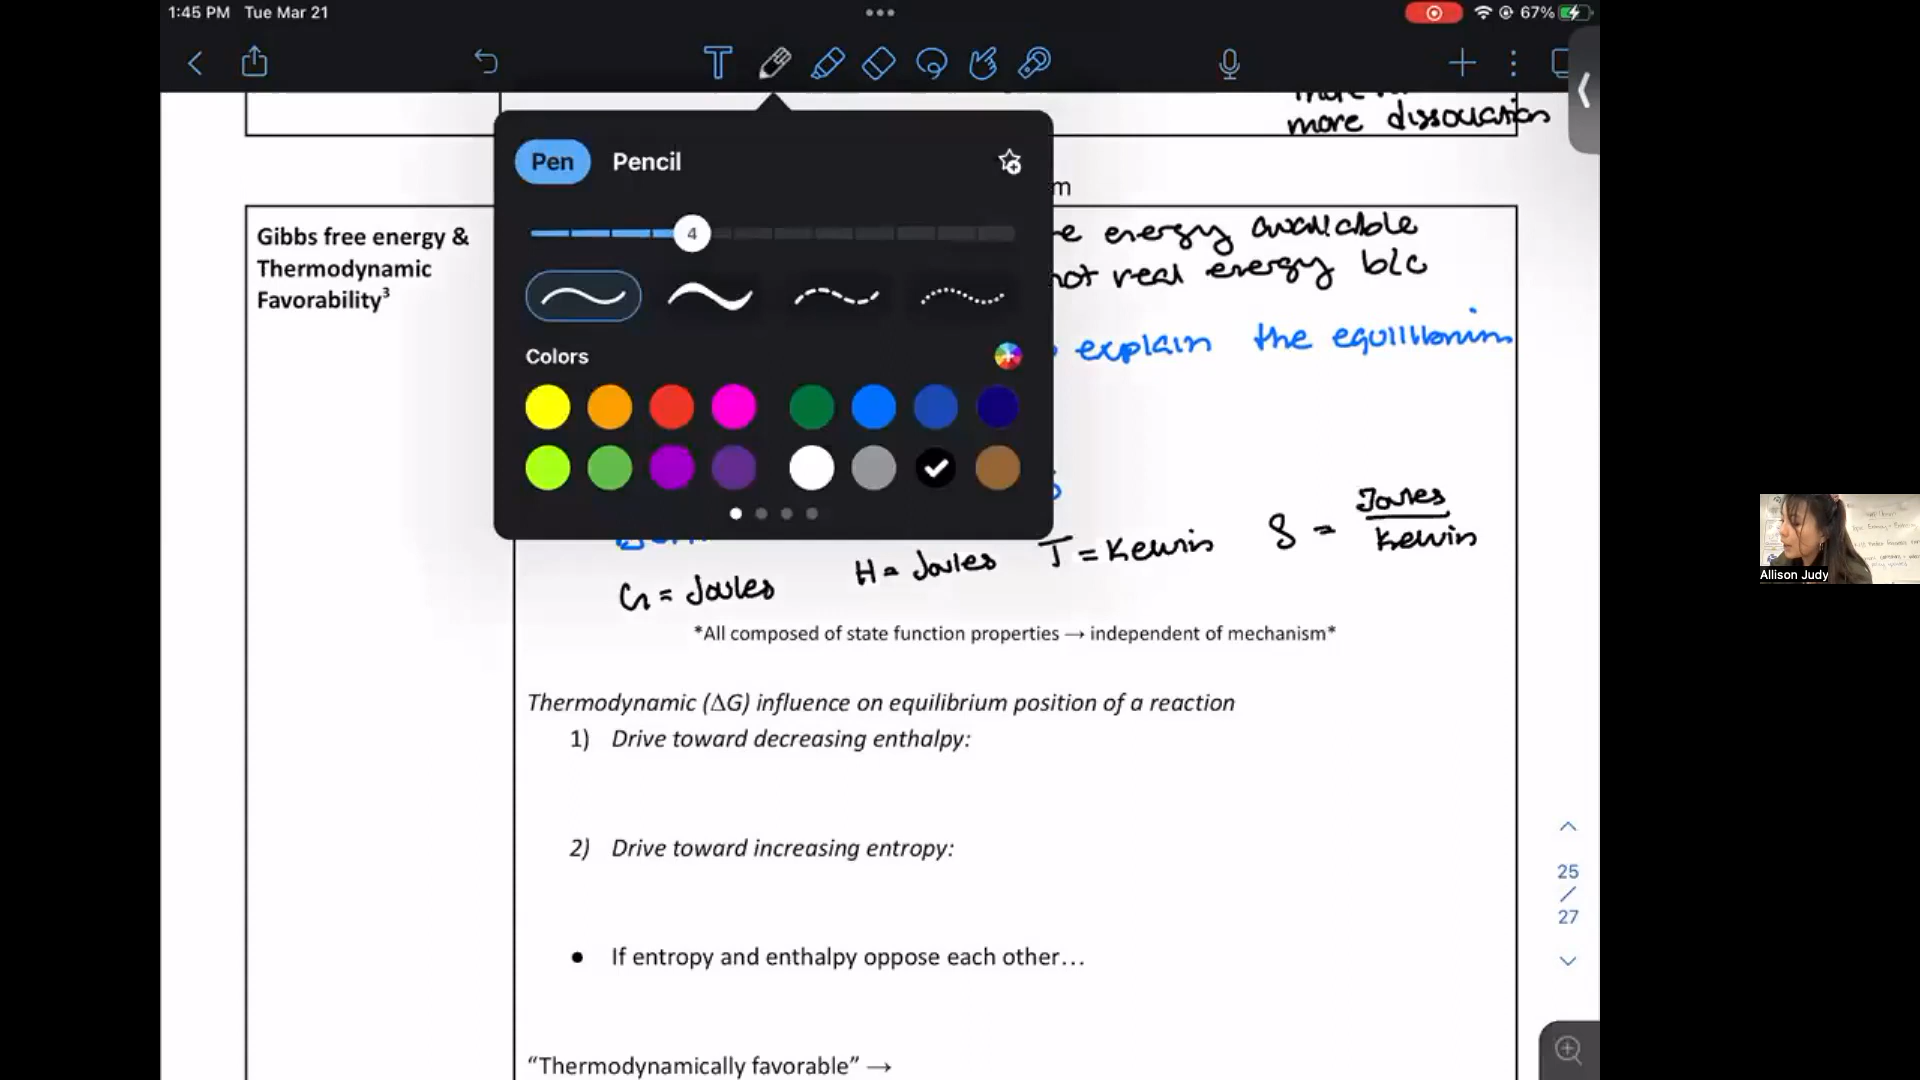 1:45 PM Tue Mar 21
67%
more dissociation
Pen Pencil
m
4
Gibbs free energy &
Thermodynamic
Favorability³
e energy available
not real energy b/c
explain the equilibrium
Colors
G = Joules H = Joules T = Kelvin S = Joules
Kelvin
*All composed of state function properties → independent of mechanism*
Thermodynamic (ΔG) influence on equilibrium position of a reaction
1) Drive toward decreasing enthalpy:
2) Drive toward increasing entropy:
• If entropy and enthalpy oppose each other…
"Thermodynamically favorable" →
25
/
27
Allison Judy